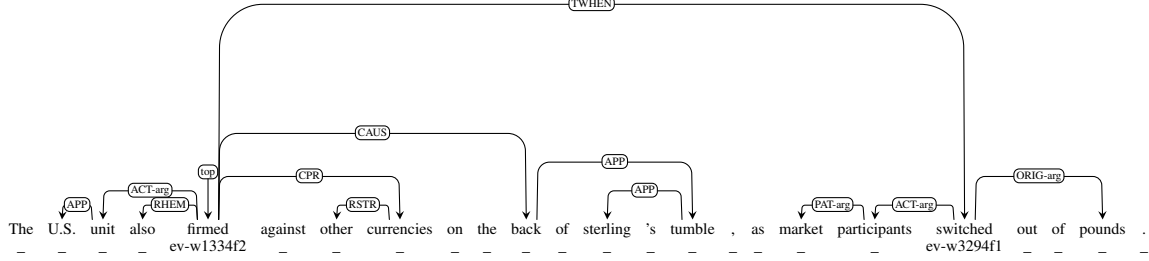 TWHEN
CAUS
APP
top
CPR
ORIG-arg
ACT-arg
APP
APP
RHEM
RSTR
PAT-arg
ACT-arg
The U.S. unit also firmed against other currencies on the back of sterling 's tumble , as market participants switched out of pounds .
ev-w1334f2 ev-w3294f1
_ _ _ _ _ _ _ _ _ _ _ _ _ _ _ _ _ _ _ _ _ _ _